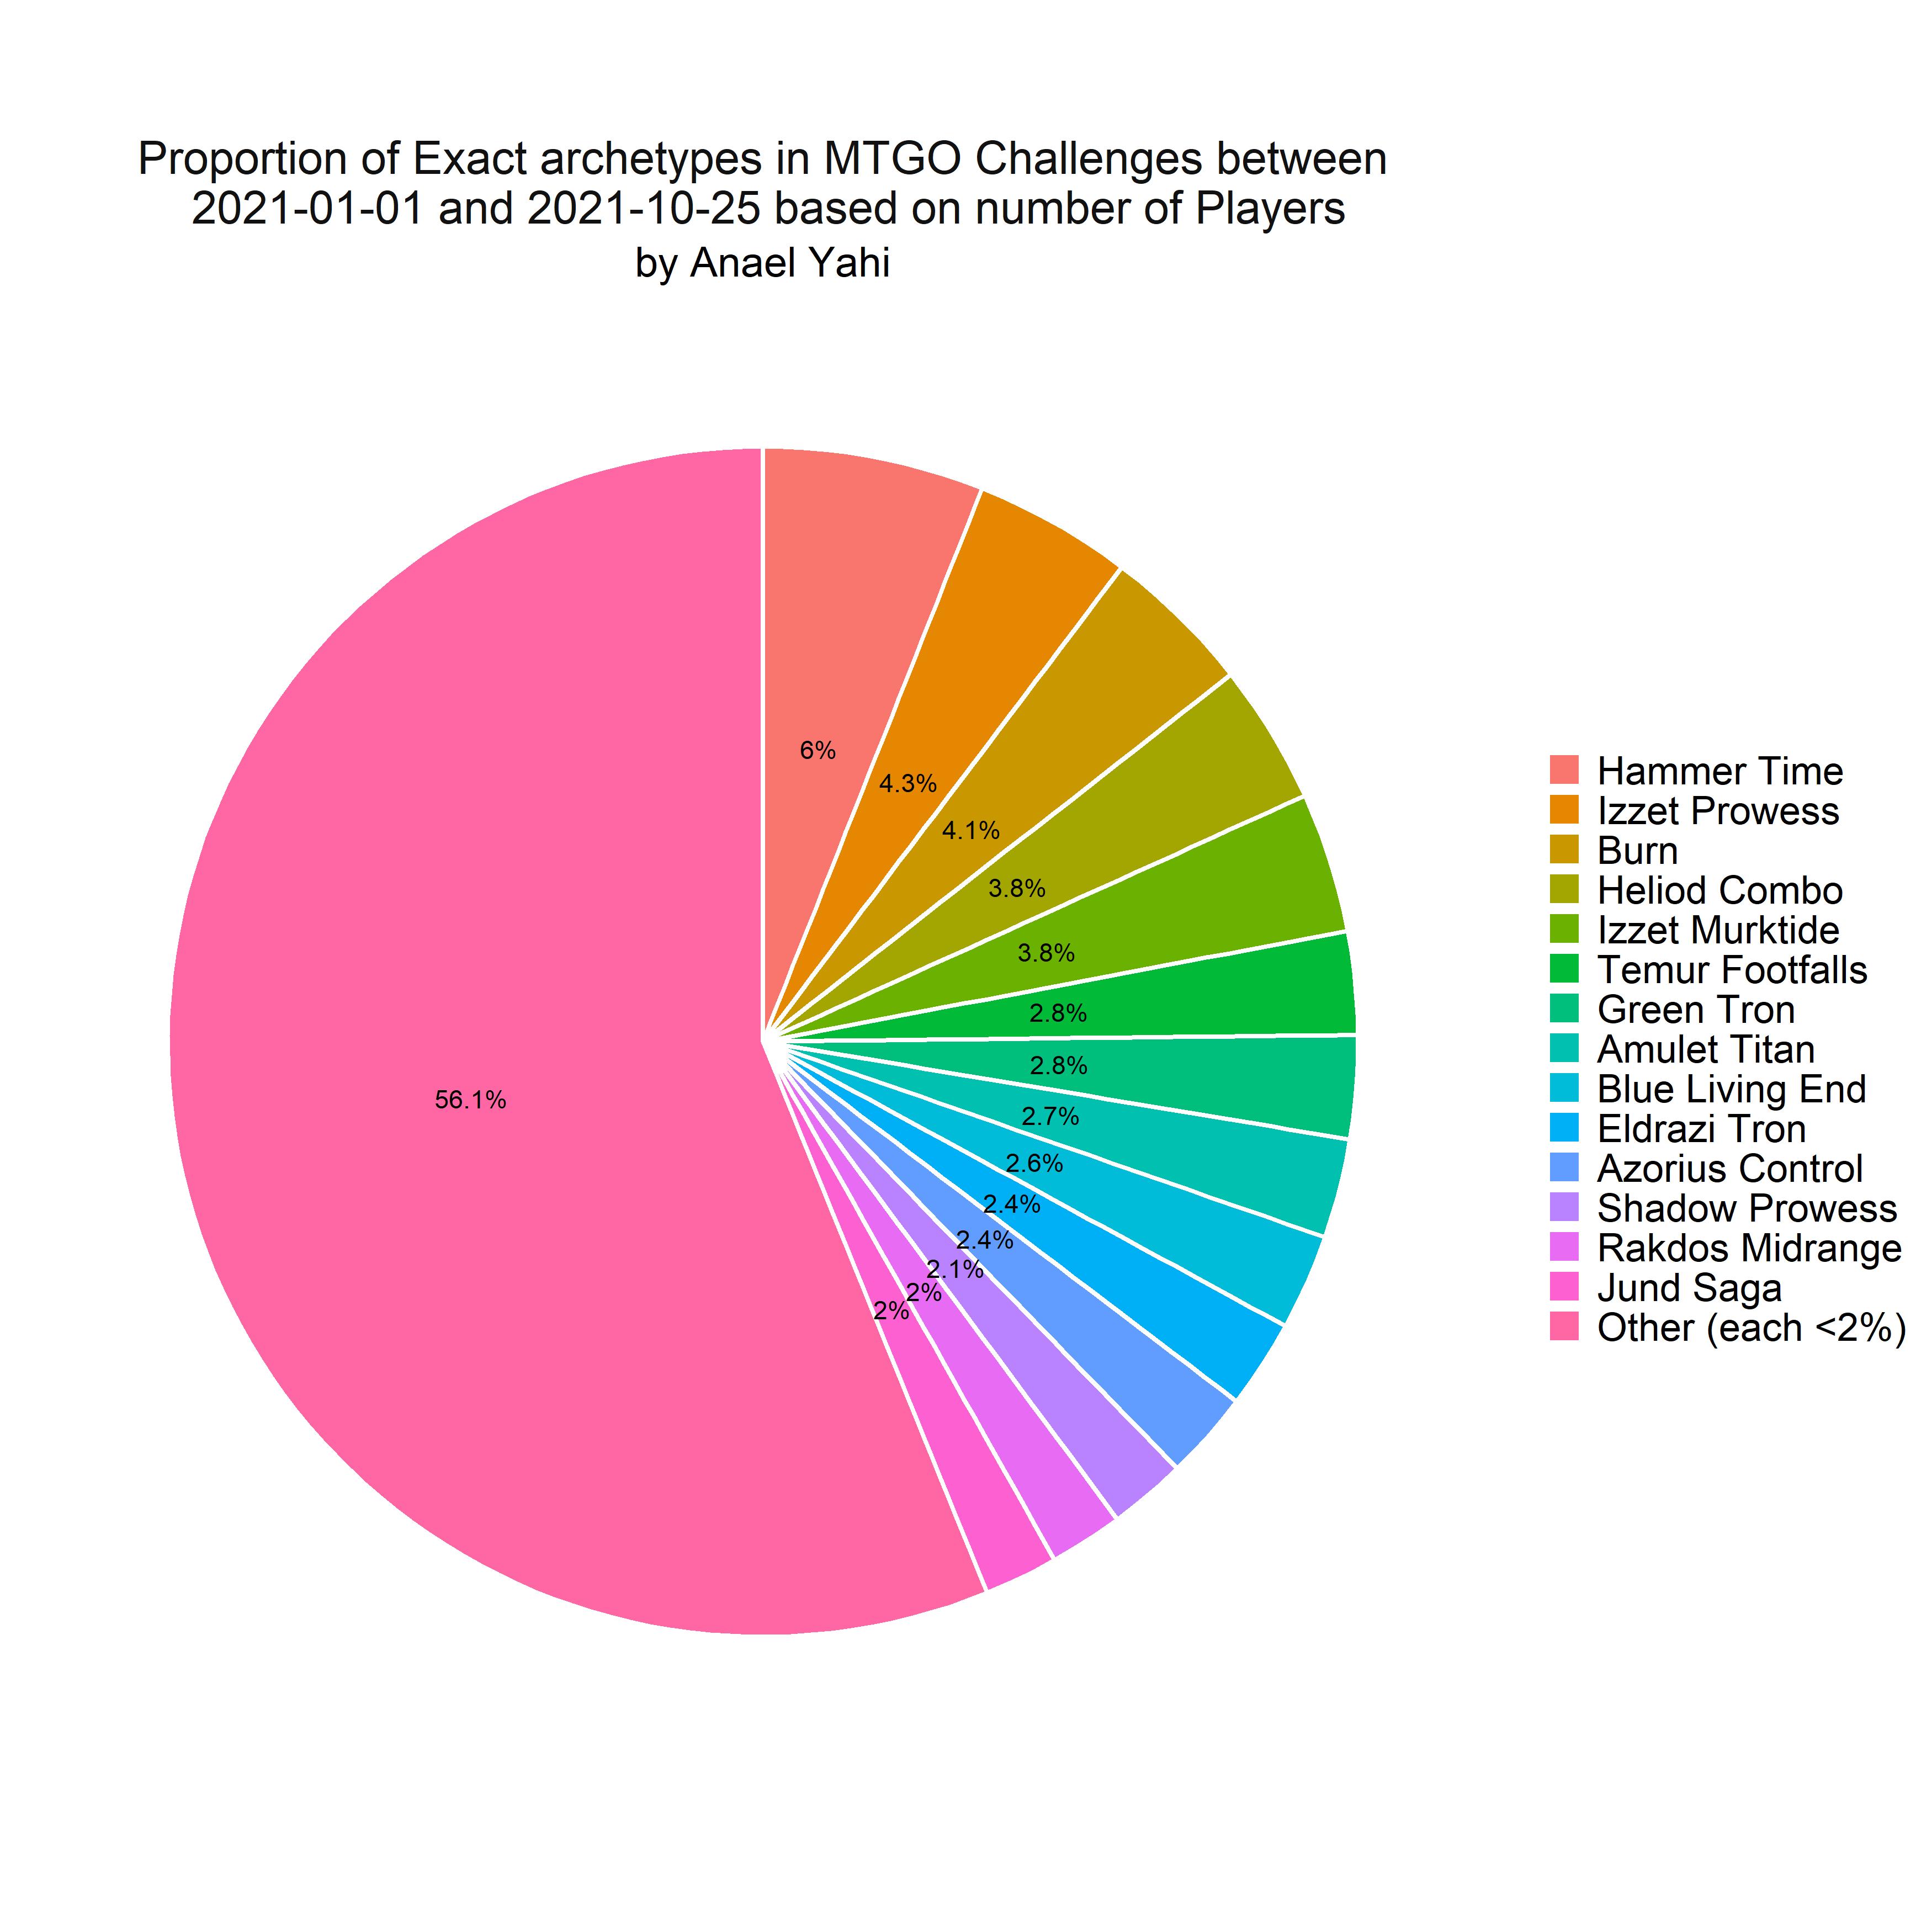 Proportion of Exact archetypes in MTGO Challenges between
2021-01-01 and 2021-10-25 based on number of Players
by Anael Yahi
6%
4.3%
4.1%
3.8%
3.8%
2.8%
2.8%
2.7%
2.6%
2.4%
2.4%
2.1%
2%
2%
56.1%
Hammer Time
Izzet Prowess
Burn
Heliod Combo
Izzet Murktide
Temur Footfalls
Green Tron
Amulet Titan
Blue Living End
Eldrazi Tron
Azorius Control
Shadow Prowess
Rakdos Midrange
Jund Saga
Other (each <2%)